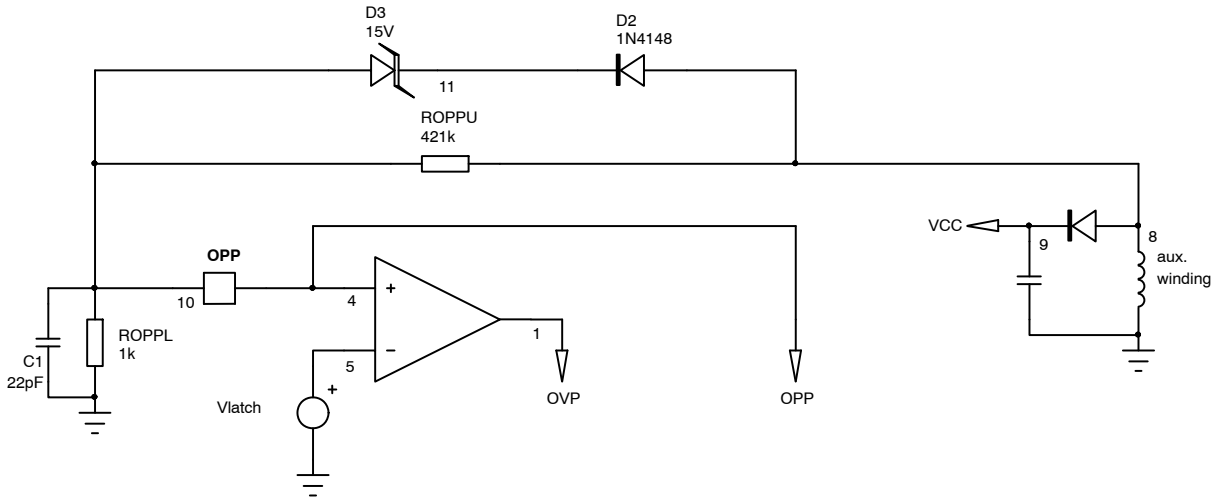 D3
15V
D2
1N4148
11
ROPPU
421k
VCC
9
8
aux.
winding
OPP
10
4
+
ROPPL
1k
C1
22pF
5
−
1
+
Vlatch
OVP
OPP